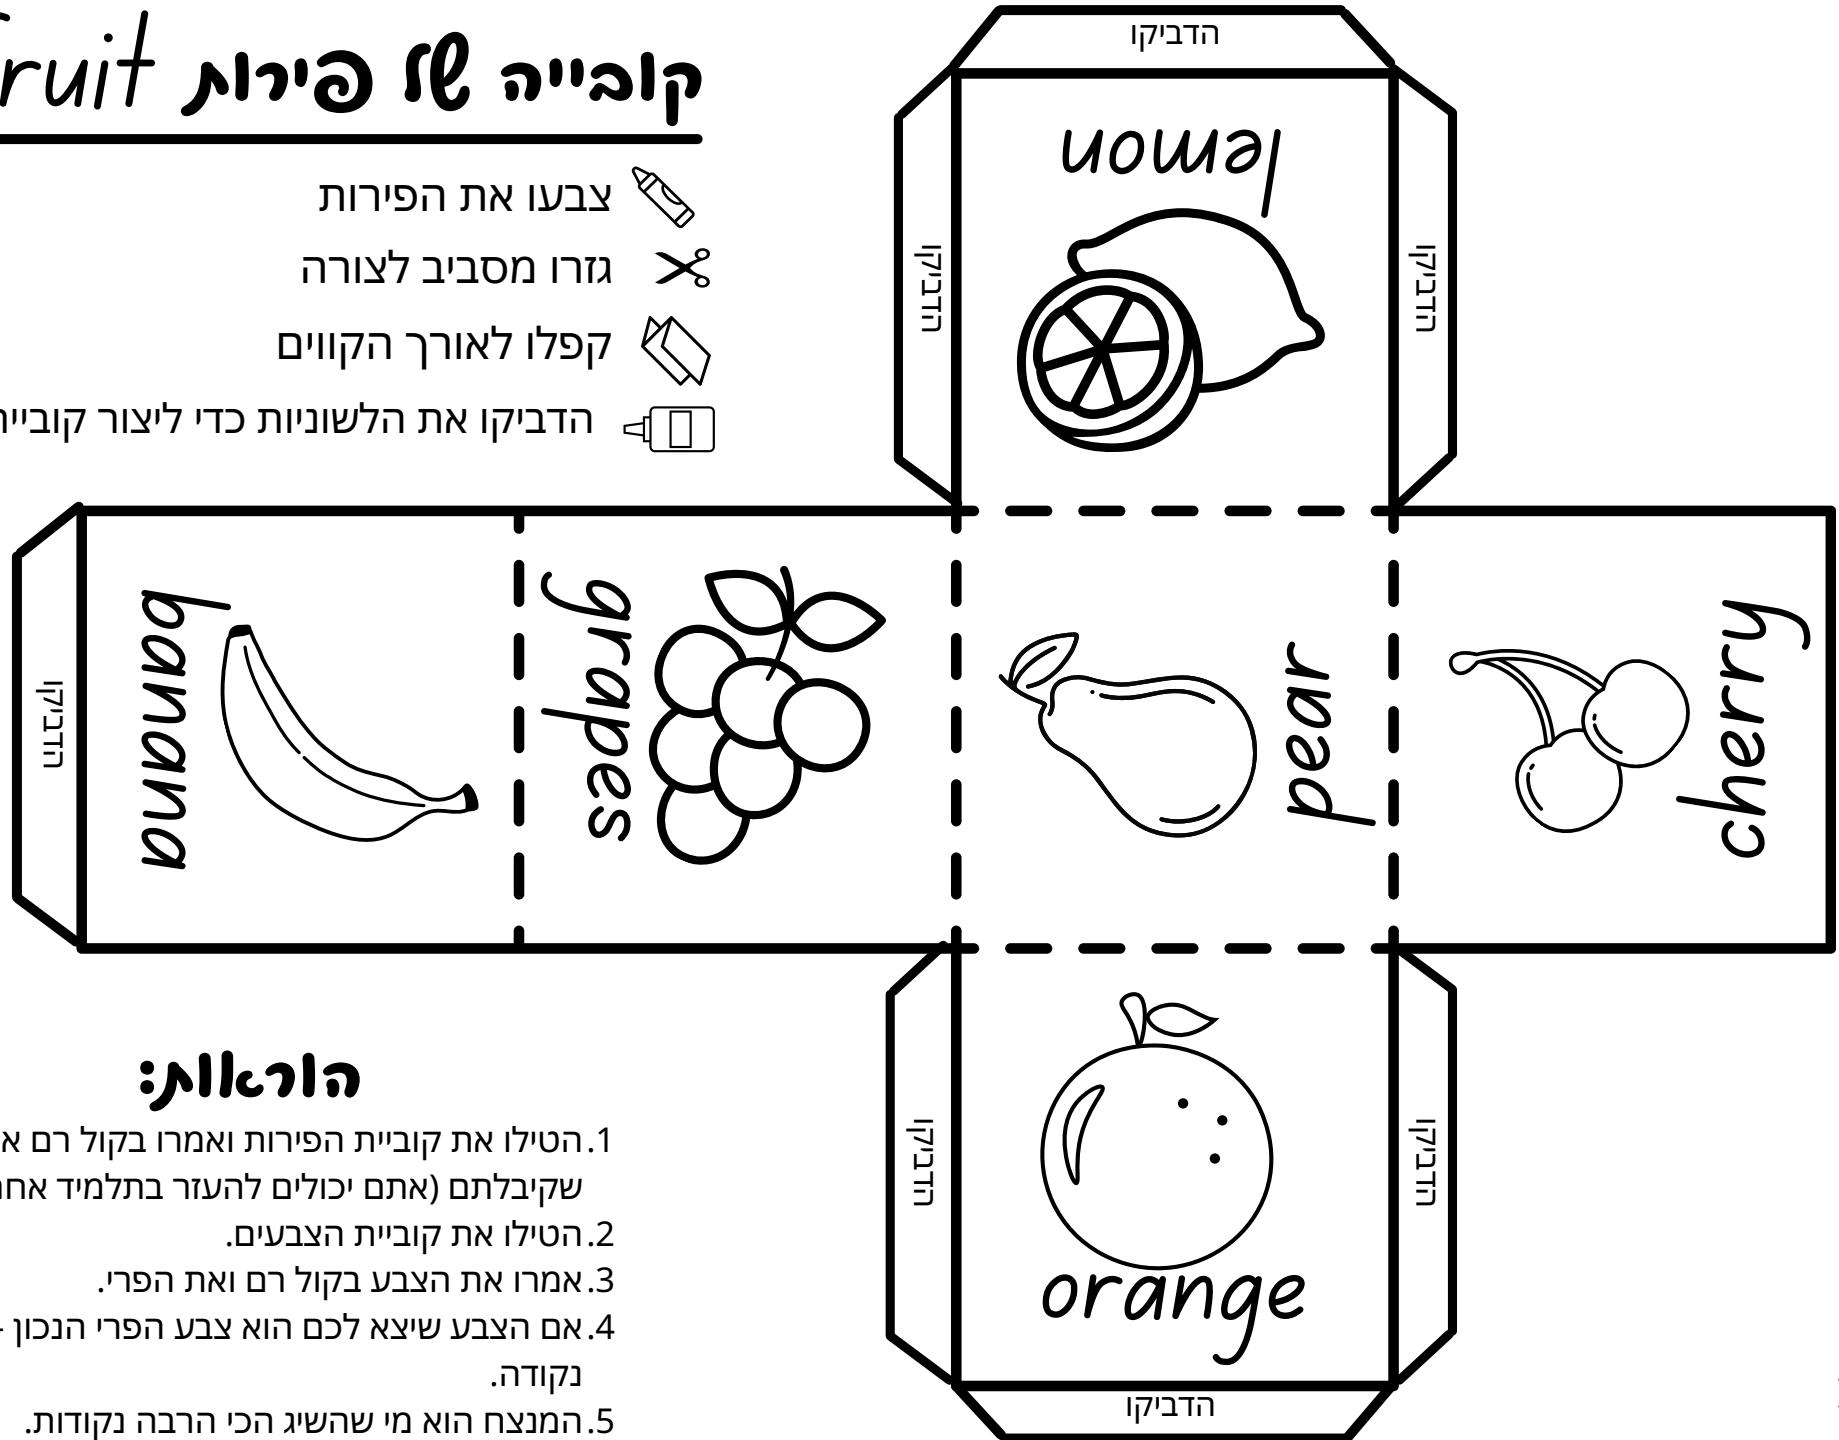 קובייה של פירות ruit
צבעו את הפירות
גזרו מסביב לצורה
קפלו לאורך הקווים
הדביקו את הלשוניות כדי ליצור
הדביקו
הדביקו
הדביקו
lemon
הדביקו
banana
grapes
pear
cherry
orange
הדביקו
הדביקו
הדביקו
הוראות:
1. הטילו את קוביית הפירות ואמרו בקול רם
שקיבלתם (אתם יכולים להעזר בתלמיד
2. הטילו את קוביית הצבעים.
3. אמרו את הצבע בקול רם ואת הפרי.
4. אם הצבע שיצא לכם הוא צבע הפרי הנכון -
נקודה.
5. המנצח הוא מי שהשיג הכי הרבה נקודות.